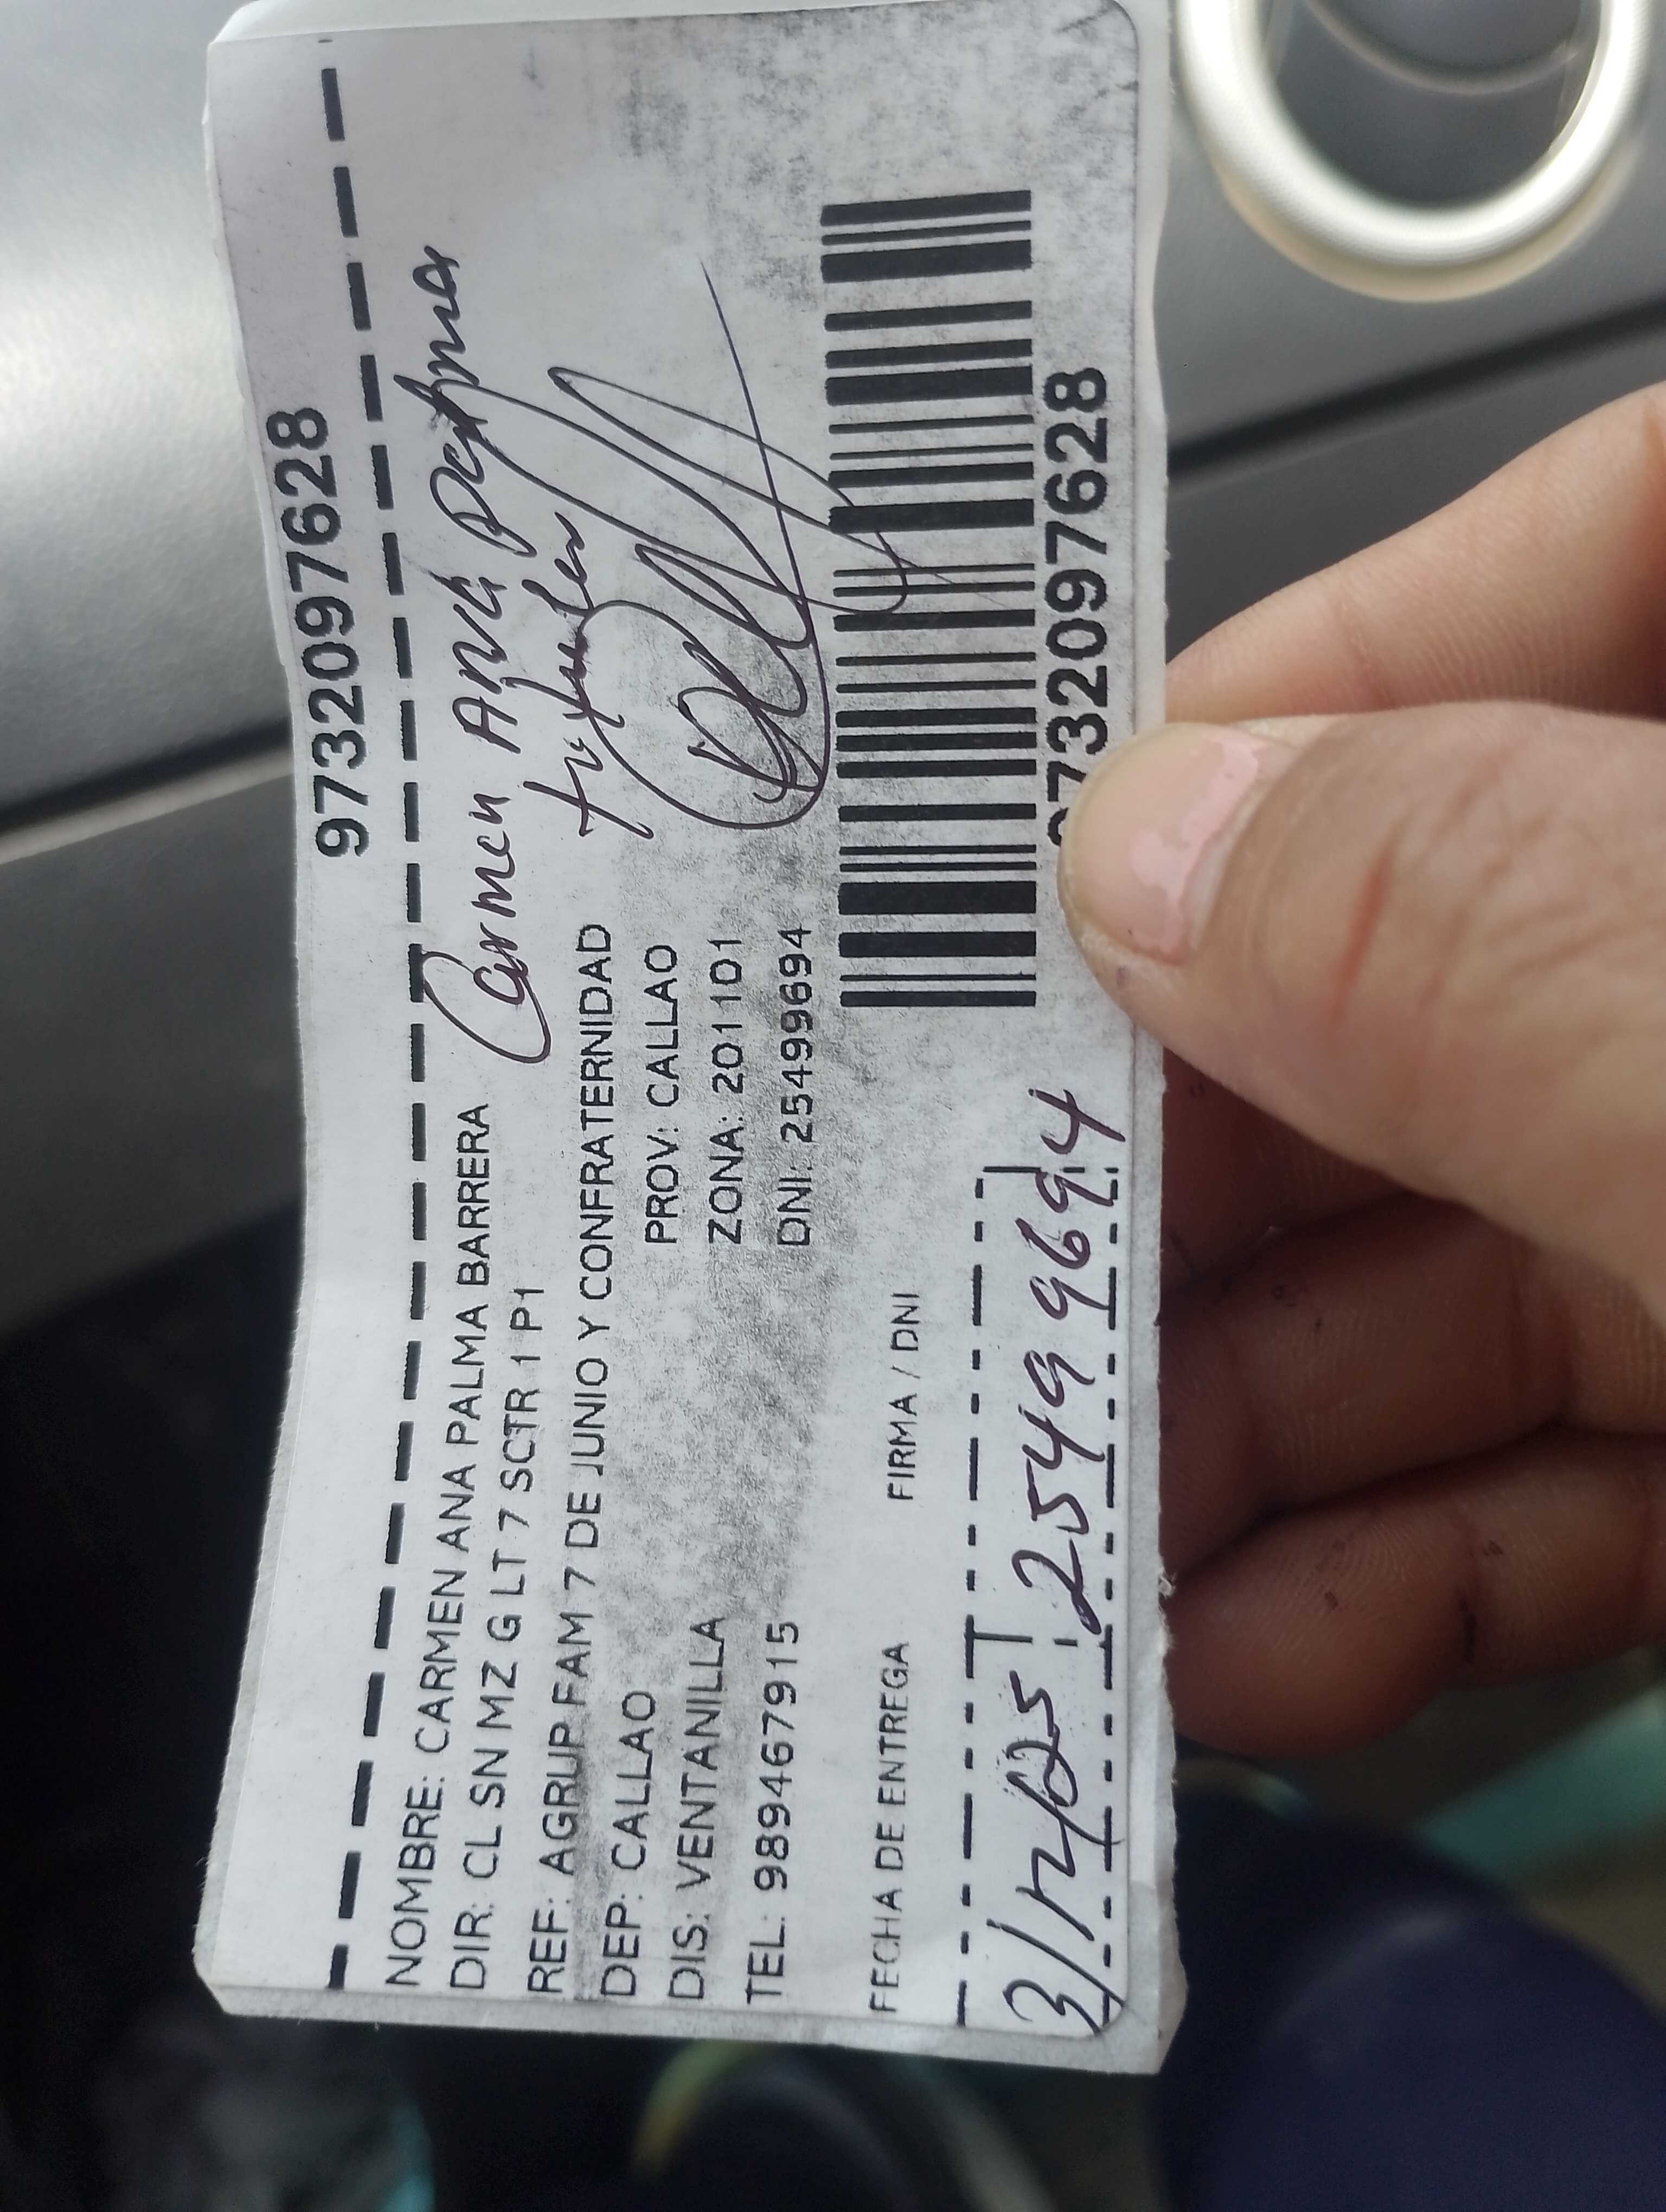 9732097628
NOMBRE: CARMEN ANA PALMA BARRERA
Carmen Ana Palma
DIR: CL SN MZ G LT 7 SCTR 1 P1
titular
REF: AGRUP FAM 7 DE JUNIO Y CONFRATERNIDAD
DEP: CALLAO PROV: CALLAO
DIS: VENTANILLA ZONA: 201101
TEL: 989467915 DNI: 25499694
FECHA DE ENTREGA FIRMA / DNI
9732097628
25499694